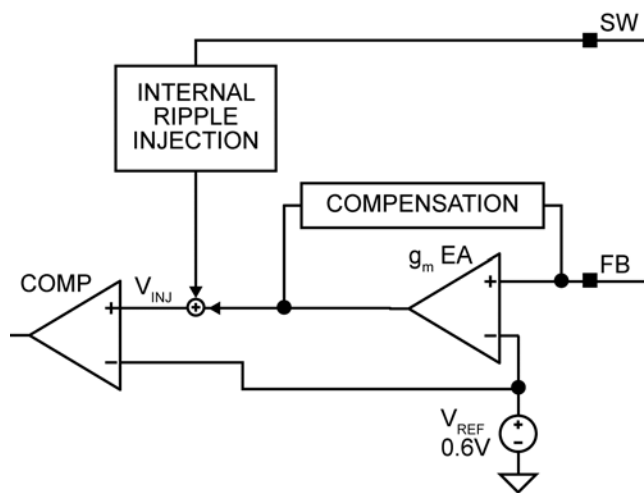 SW
INTERNAL
RIPPLE
INJECTION
COMPENSATION
gm EA
FB
COMP
VINJ
+
+
+
−
−
VREF
0.6V
+
−